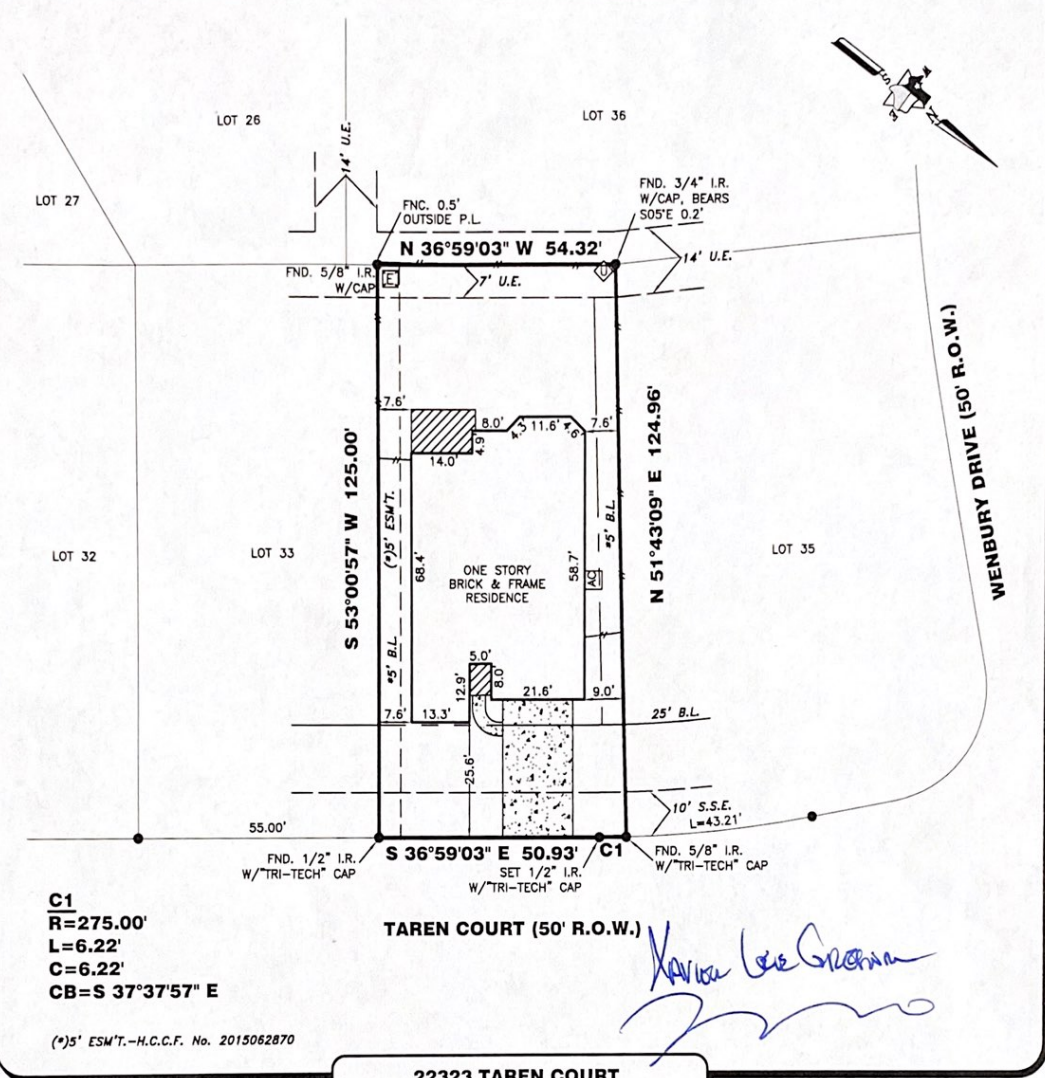 LOT 26
LOT 36
LOT 27
14' U.E.
S
N
FNC. 0.5'
OUTSIDE P.L.
FND. 3/4" I.R.
W/CAP, BEARS
S05°E 0.2'
N 36°59'03" W 54.32'
14' U.E.
FND. 5/8" I.R.
W/CAP
E
7' U.E.
U
WENBURY DRIVE (50' R.O.W.)
7.6'
8.0'
4.3
11.6'
7.6'
14.0'
4.9'
S 53°00'57" W 125.00'
N 51°43'09" E 124.96'
(*)5' ESM'T.
*5' B.L.
68.4'
58.7'
*5' B.L.
LOT 32
LOT 33
ONE STORY
BRICK & FRAME
RESIDENCE
AC
LOT 35
5.0'
12.9'
8.0'
21.6'
9.0'
7.6'
13.3'
25' B.L.
25.6'
10' S.S.E.
L=43.21'
55.00'
S 36°59'03" E 50.93'
C1
FND. 1/2" I.R.
W/"TRI-TECH" CAP
SET 1/2" I.R.
W/"TRI-TECH" CAP
FND. 5/8" I.R.
W/"TRI-TECH" CAP
C1
R=275.00'
L=6.22'
C=6.22'
CB=S 37°37'57" E
TAREN COURT (50' R.O.W.)
(*)5' ESM'T.-H.C.C.F. No. 2015062870
22323 TAREN COURT